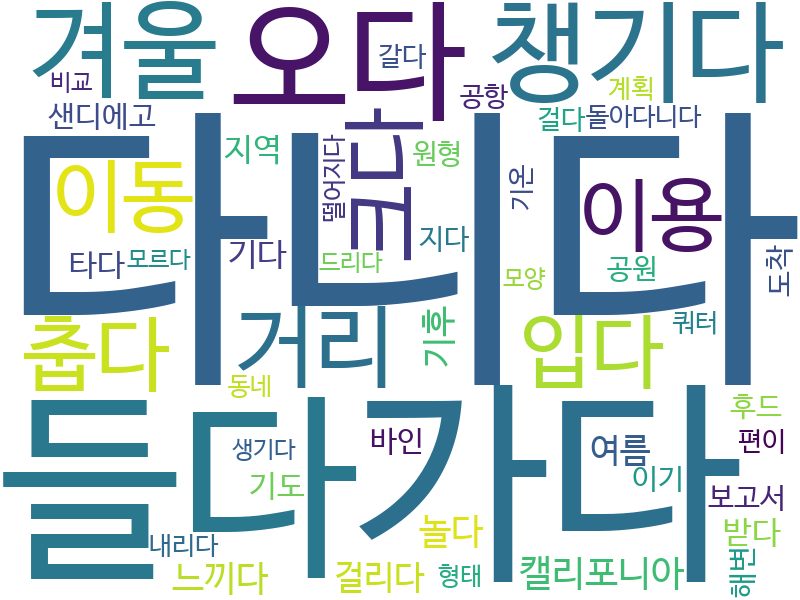 겨울
오다
챙기다
갈다
비교
공항
계획
샌디에고
걸다
돌아다니다
다니다
크다
지역
떨어지다
원형
이동
기온
이용
타다
모르다
기다
드리다
지다
모양
공원
도착
춥다
거리
기후
입다
쿼터
동네
후드
들다
가다
바인
생기다
여름
편이
기도
이기
보고서
놀다
받다
내리다
느끼다
걸리다
형태
캘리포니아
해변